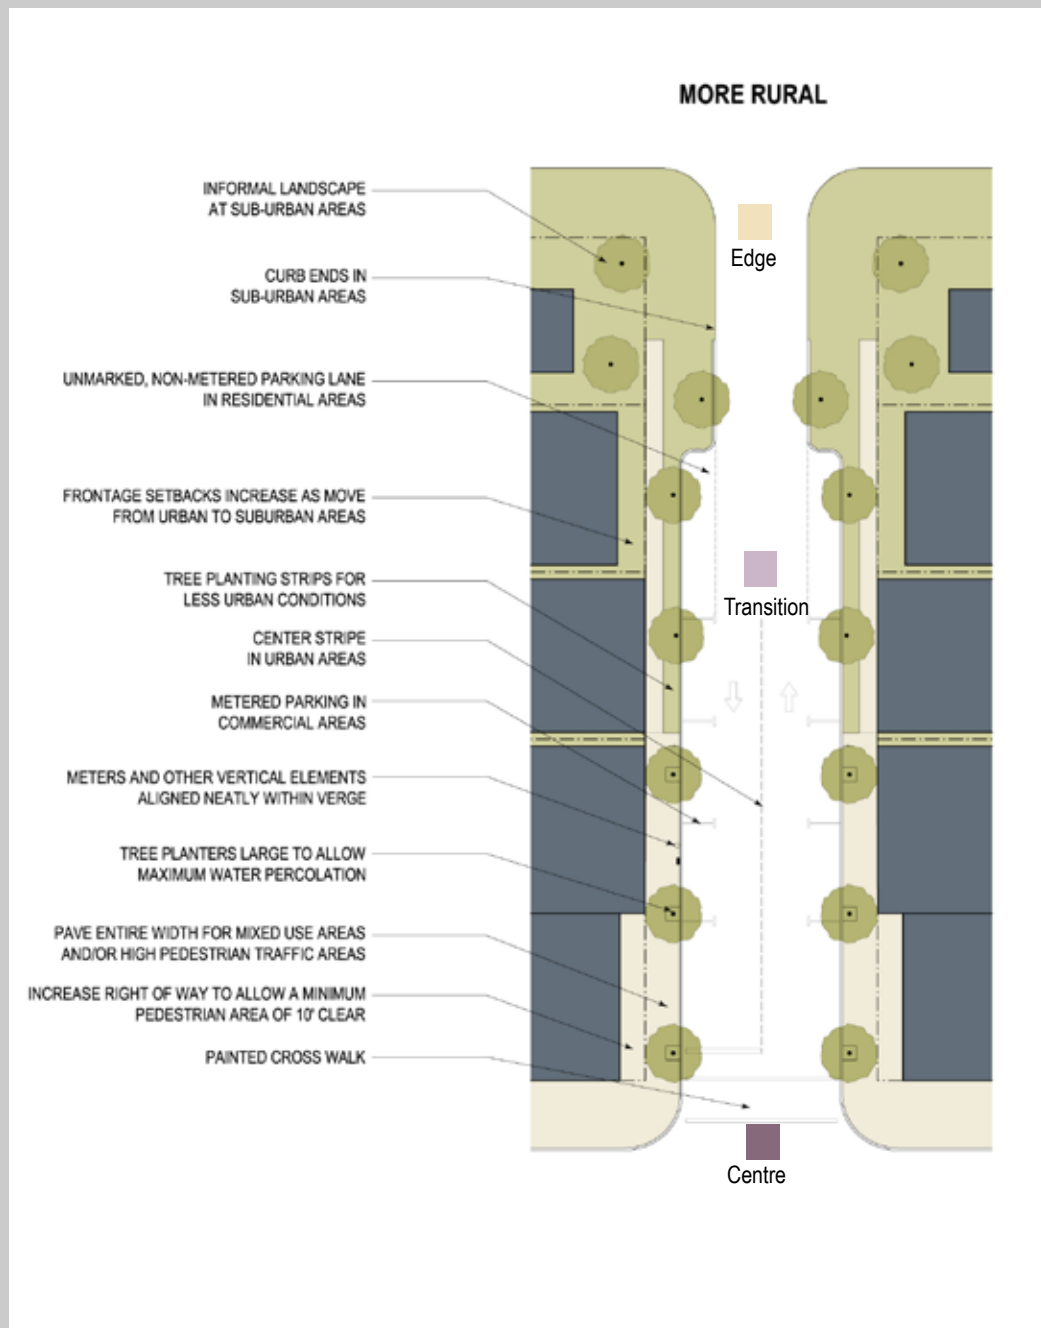 MORE RURAL
INFORMAL LANDSCAPE
AT SUB-URBAN AREAS
Edge
CURB ENDS IN
SUB-URBAN AREAS
UNMARKED, NON-METERED PARKING LANE
IN RESIDENTIAL AREAS
FRONTAGE SETBACKS INCREASE AS MOVE
FROM URBAN TO SUBURBAN AREAS
TREE PLANTING STRIPS FOR
LESS URBAN CONDITIONS
Transition
CENTER STRIPE
IN URBAN AREAS
METERED PARKING IN
COMMERCIAL AREAS
METERS AND OTHER VERTICAL ELEMENTS
ALIGNED NEATLY WITHIN VERGE
TREE PLANTERS LARGE TO ALLOW
MAXIMUM WATER PERCOLATION
PAVE ENTIRE WIDTH FOR MIXED USE AREAS
AND/OR HIGH PEDESTRIAN TRAFFIC AREAS
INCREASE RIGHT OF WAY TO ALLOW A MINIMUM
PEDESTRIAN AREA OF 10' CLEAR
PAINTED CROSS WALK
Centre